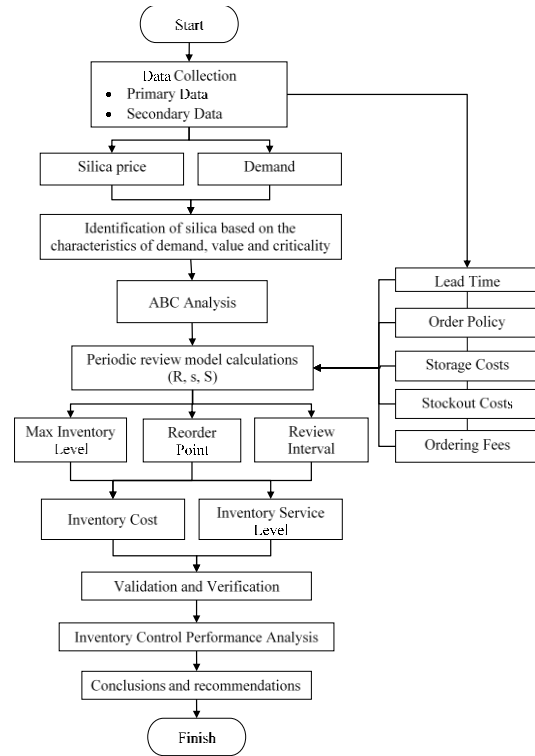 Start
Data Collection
• Primary Data
• Secondary Data
Silica price
Demand
Identification of silica based on the
characteristics of demand, value and criticality
Lead Time
ABC Analysis
Order Policy
Periodic review model calculations
(R, s, S)
Storage Costs
Stockout Costs
Max Inventory
Level
Reorder
Point
Review
Interval
Ordering Fees
Inventory Cost
Inventory Service
Level
Validation and Verification
Inventory Control Performance Analysis
Conclusions and recommendations
Finish